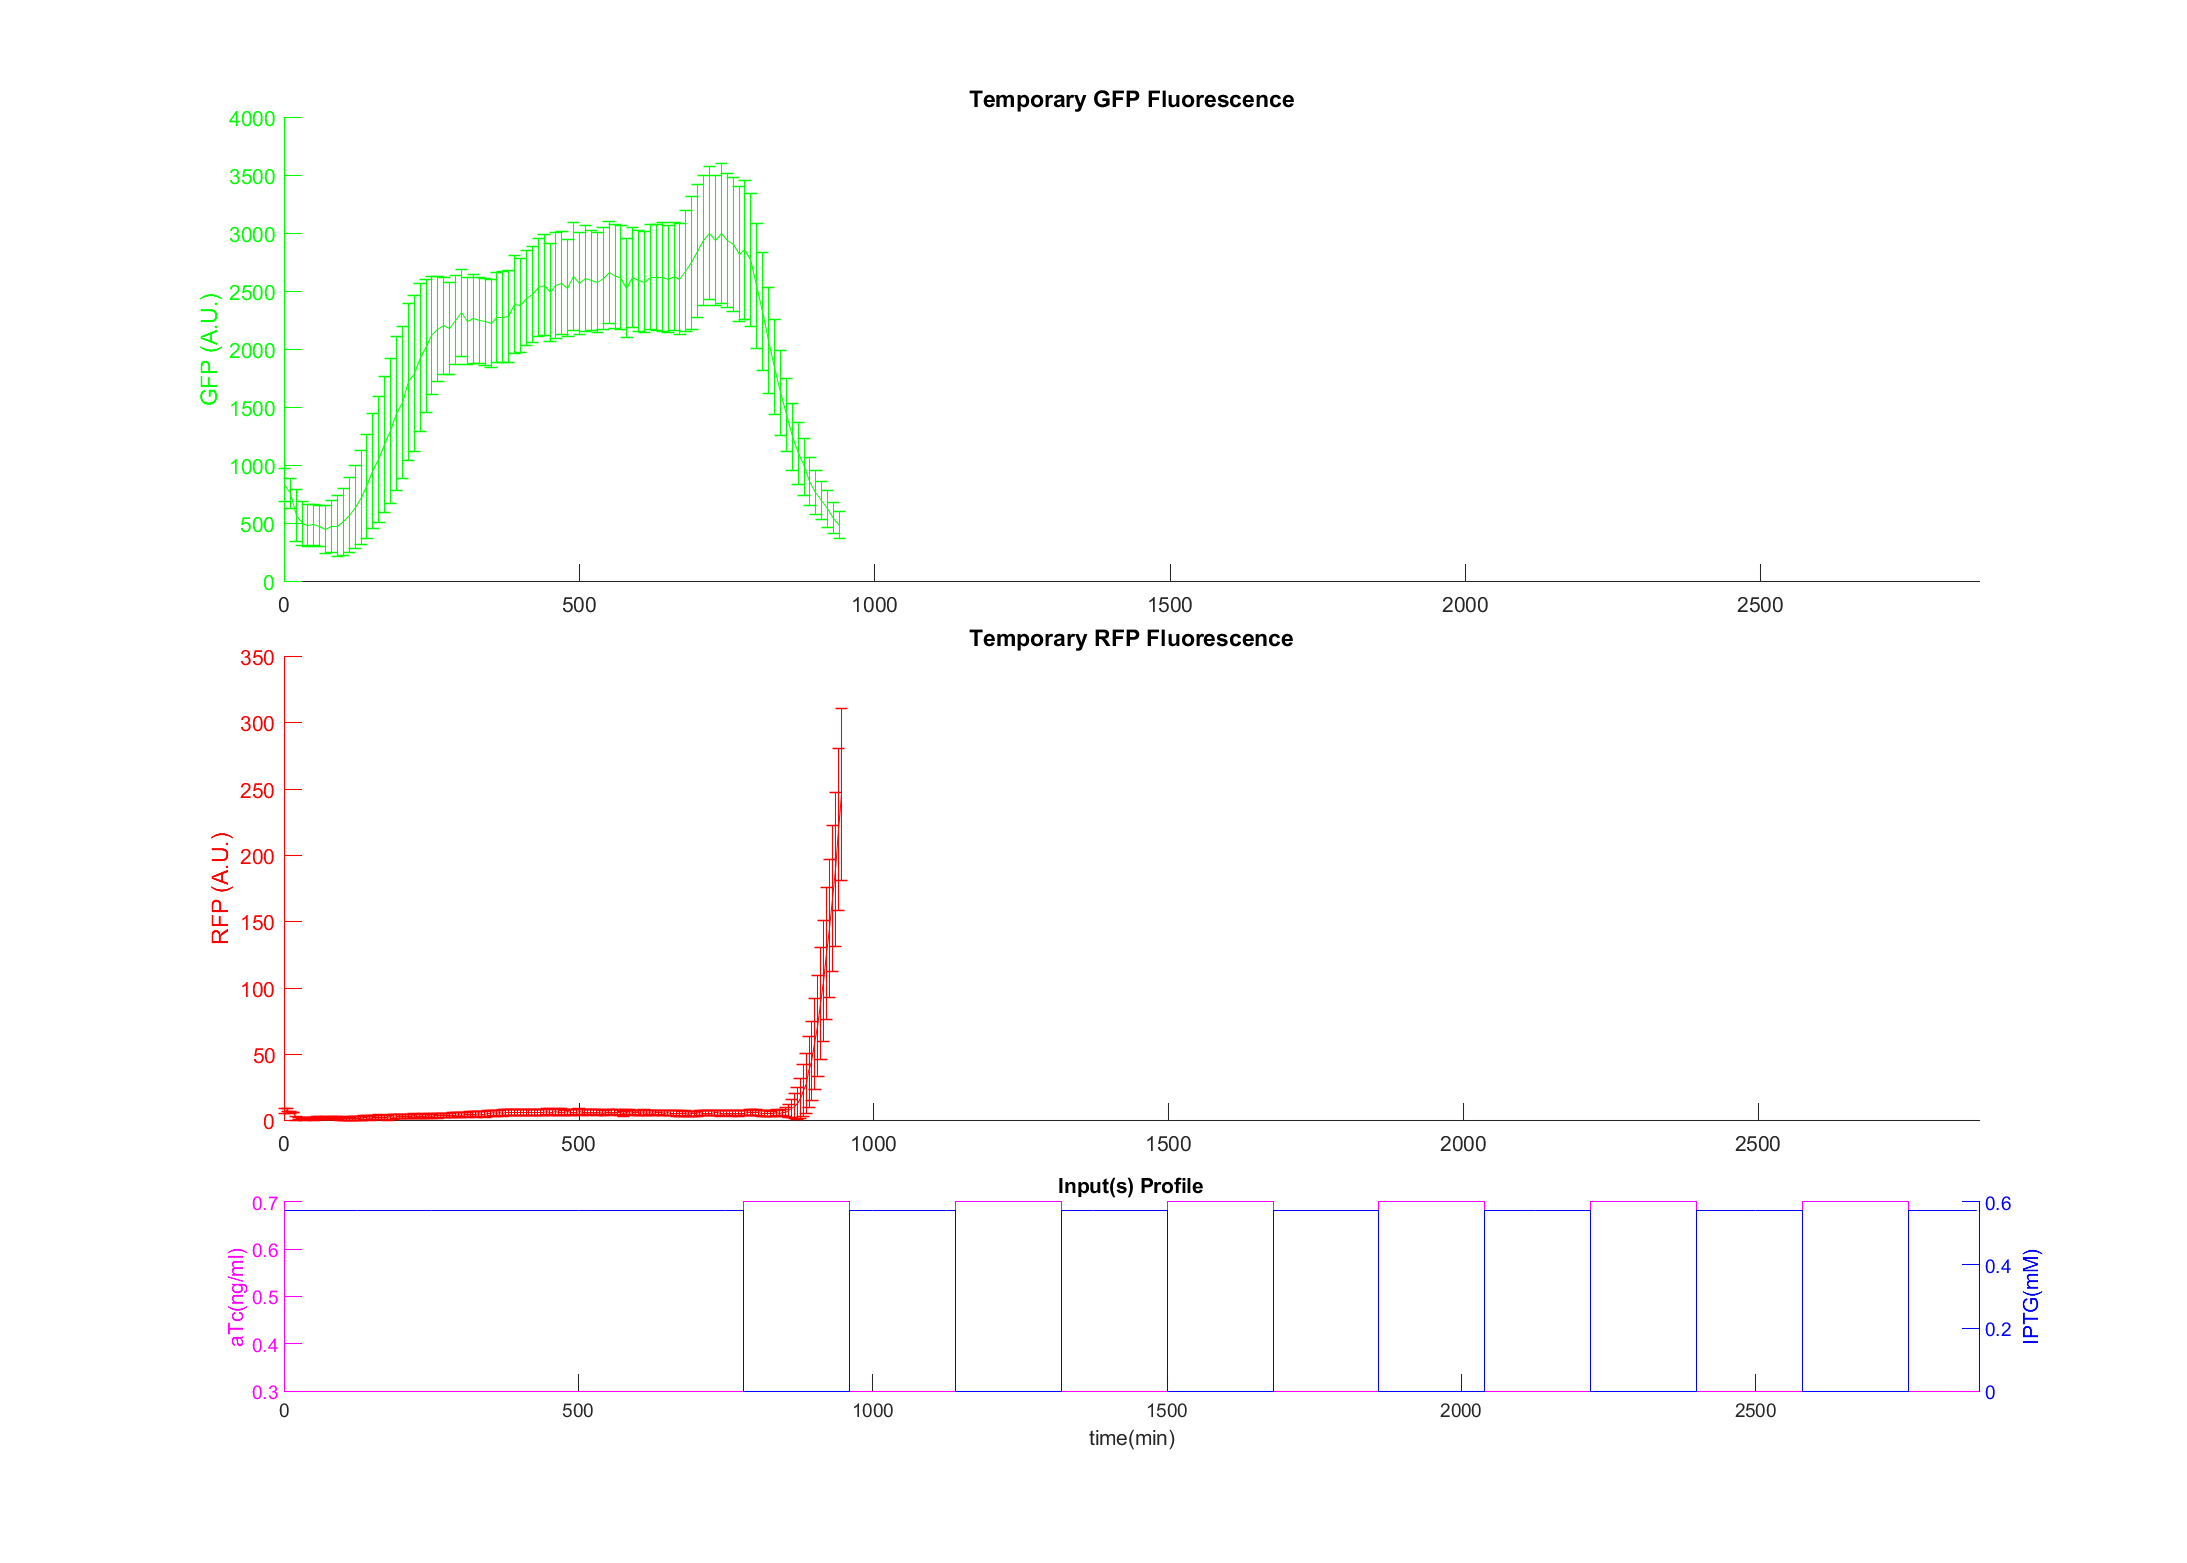 Temporary GFP Fluorescence
4000
3500
3000
2500
2000
1500
1000
500
0
GFP (A.U.)
0 500 1000 1500 2000 2500
Temporary RFP Fluorescence
350
300
250
200
150
100
50
0
RFP (A.U.)
0 500 1000 1500 2000 2500
Input(s) Profile
0.7
0.6
0.5
0.4
0.3
aTc(ng/ml)
0.6
0.4
0.2
0
IPTG(mM)
0 500 1000 1500 2000 2500
time(min)